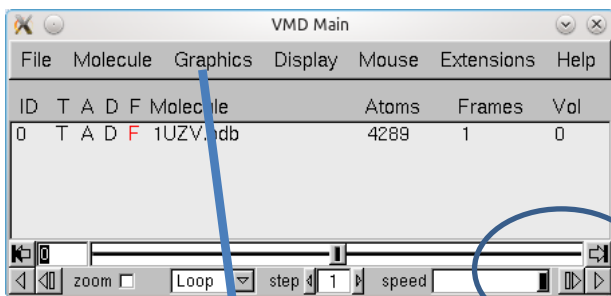 VMD Main
File Molecule Graphics Display Mouse Extensions Help
ID T A D F Molecule Atoms Frames Vol
0 T A D F 1UZV.pdb 4289 1 0
0
zoom Loop step 1 speed